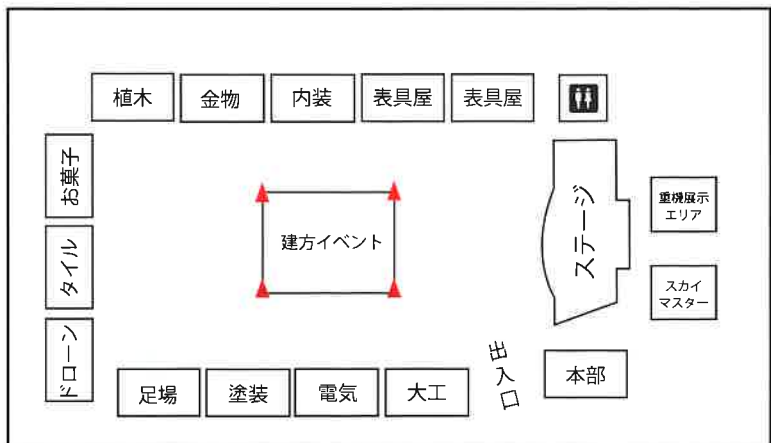 植木
金物
内装
表具屋
表具屋
お菓子
タイル
ドローン
建方イベント
ステージ
重機展示
エリア
スカイ
マスター
足場
塗装
電気
大工
出入口
本部